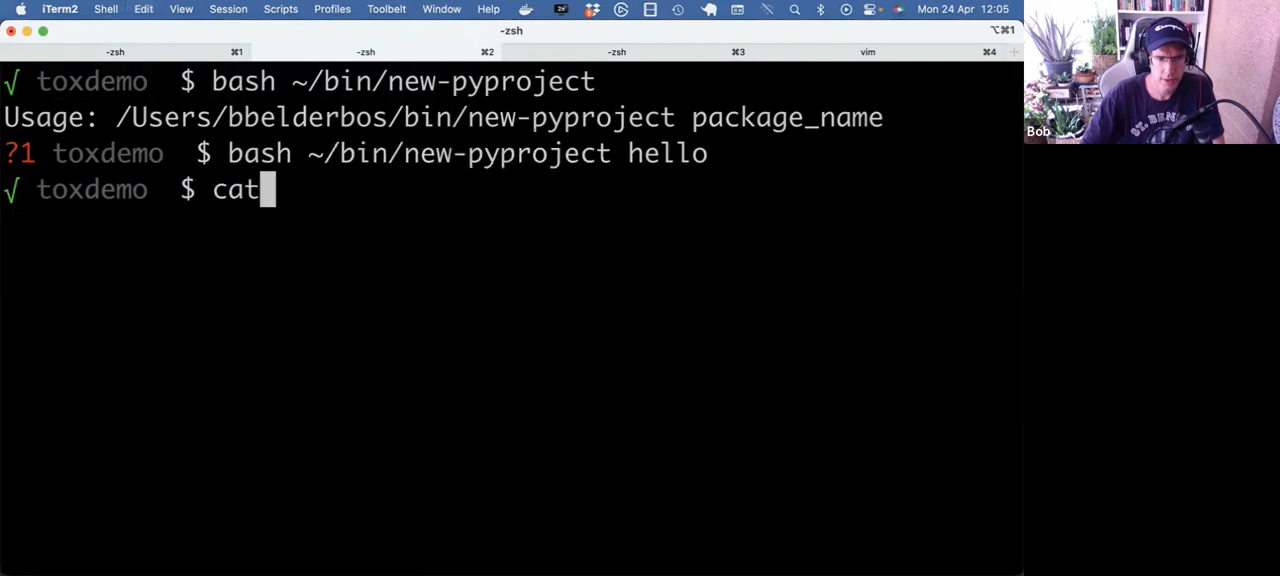 iTerm2 Shell Edit View Session Scripts Profiles Toolbelt Window Help Mon 24 Apr 12:05
-zsh ⌥⌘1
-zsh ⌘1 -zsh ⌘2 -zsh ⌘3 vim ⌘4
√ toxdemo $ bash ~/bin/new-pyproject
Usage: /Users/bbelderbos/bin/new-pyproject package_name
?1 toxdemo $ bash ~/bin/new-pyproject hello
√ toxdemo $ cat
Bob